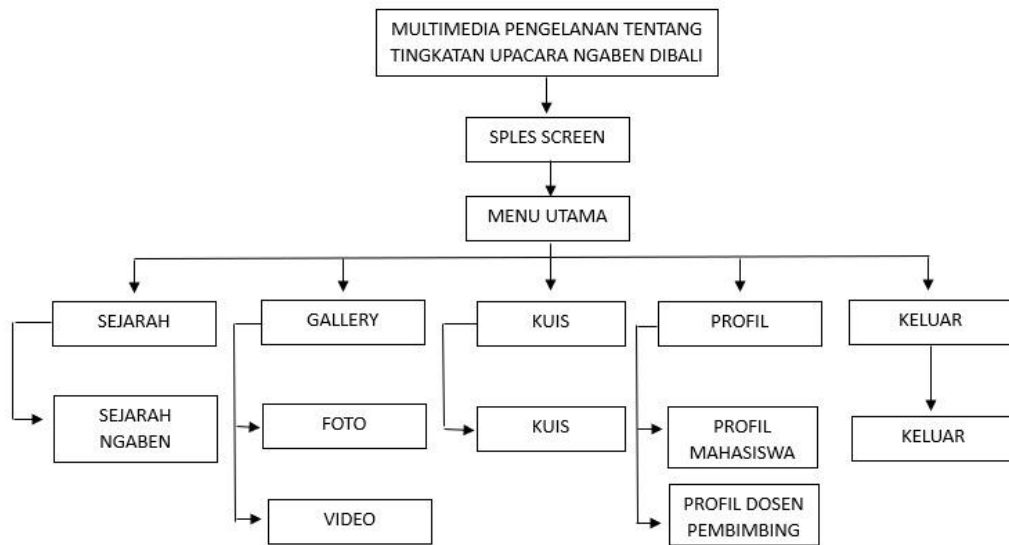 MULTIMEDIA PENGELANAN TENTANG
TINGKATAN UPACARA NGABEN DIBALI
SPLES SCREEN
MENU UTAMA
SEJARAH
GALLERY
KUIS
PROFIL
KELUAR
SEJARAH
NGABEN
FOTO
KUIS
PROFIL
MAHASISWA
KELUAR
VIDEO
PROFIL DOSEN
PEMBIMBING